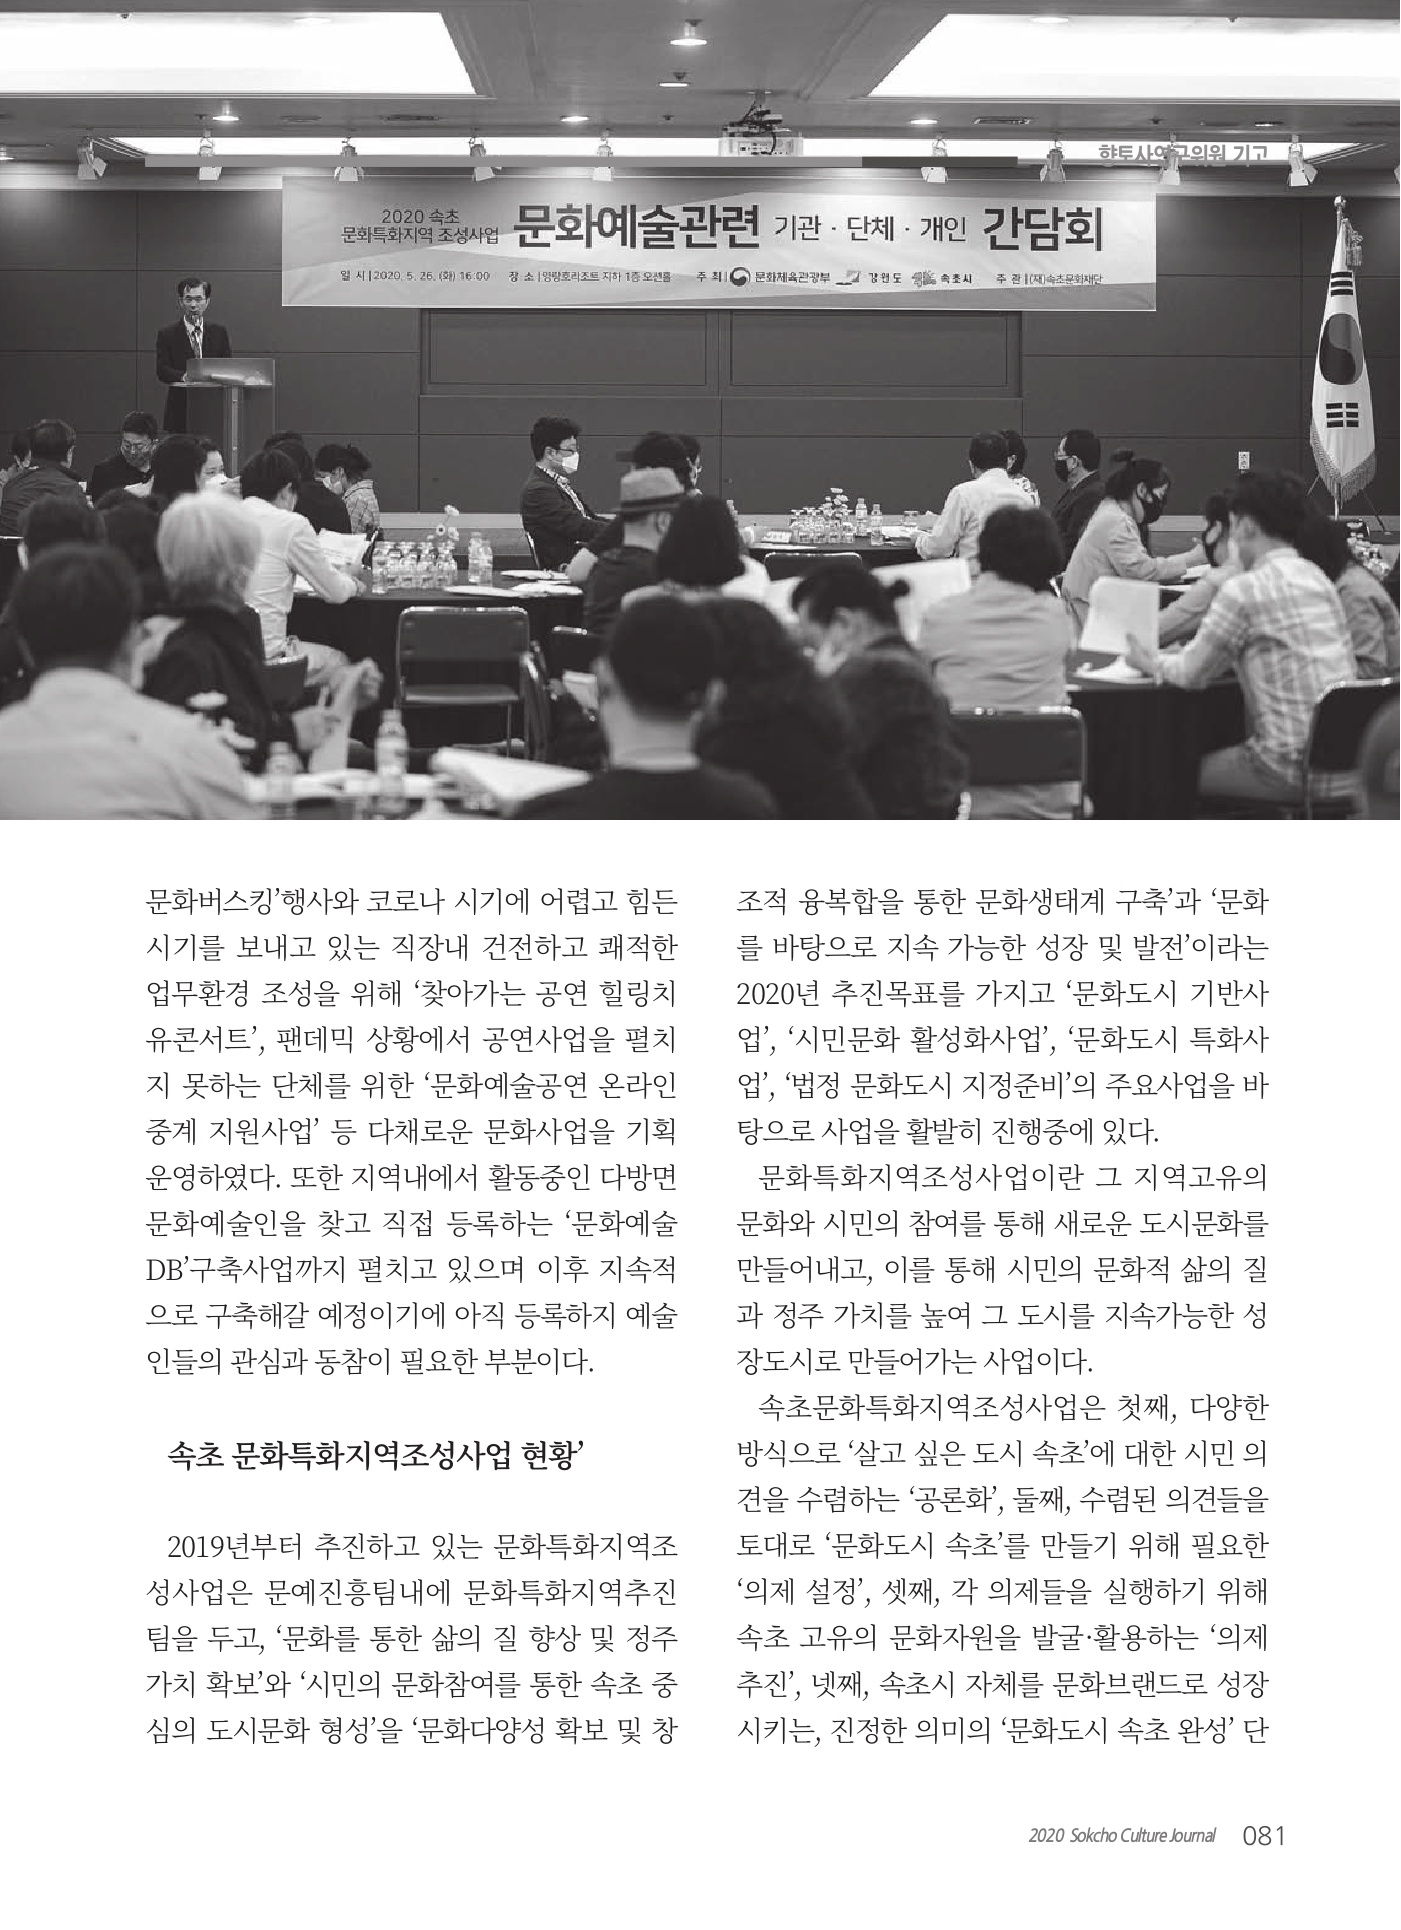 향토사연구위원 기고
2020 속초
문화특화지역 조성사업
문화예술관련 기관 · 단체 · 개인 간담회
일 시 | 2020. 5. 26. (화) 16:00 장 소 | 영랑호리조트 지하 1층 오션홀 주 최 | 문화체육관광부 강원도 속초시 주 관 | (재)속초문화재단
문화버스킹’행사와 코로나 시기에 어렵고 힘든
시기를 보내고 있는 직장내 건전하고 쾌적한
업무환경 조성을 위해 ‘찾아가는 공연 힐링치
유콘서트’, 팬데믹 상황에서 공연사업을 펼치
지 못하는 단체를 위한 ‘문화예술공연 온라인
중계 지원사업’ 등 다채로운 문화사업을 기획
운영하였다. 또한 지역내에서 활동중인 다방면
문화예술인을 찾고 직접 등록하는 ‘문화예술
DB’구축사업까지 펼치고 있으며 이후 지속적
으로 구축해갈 예정이기에 아직 등록하지 예술
인들의 관심과 동참이 필요한 부분이다.
속초 문화특화지역조성사업 현황’
2019년부터 추진하고 있는 문화특화지역조
성사업은 문예진흥팀내에 문화특화지역추진
팀을 두고, ‘문화를 통한 삶의 질 향상 및 정주
가치 확보’와 ‘시민의 문화참여를 통한 속초 중
심의 도시문화 형성’을 ‘문화다양성 확보 및 창
조적 융복합을 통한 문화생태계 구축’과 ‘문화
를 바탕으로 지속 가능한 성장 및 발전’이라는
2020년 추진목표를 가지고 ‘문화도시 기반사
업’, ‘시민문화 활성화사업’, ‘문화도시 특화사
업’, ‘법정 문화도시 지정준비’의 주요사업을 바
탕으로 사업을 활발히 진행중에 있다.
문화특화지역조성사업이란 그 지역고유의
문화와 시민의 참여를 통해 새로운 도시문화를
만들어내고, 이를 통해 시민의 문화적 삶의 질
과 정주 가치를 높여 그 도시를 지속가능한 성
장도시로 만들어가는 사업이다.
속초문화특화지역조성사업은 첫째, 다양한
방식으로 ‘살고 싶은 도시 속초’에 대한 시민 의
견을 수렴하는 ‘공론화’, 둘째, 수렴된 의견들을
토대로 ‘문화도시 속초’를 만들기 위해 필요한
‘의제 설정’, 셋째, 각 의제들을 실행하기 위해
속초 고유의 문화자원을 발굴·활용하는 ‘의제
추진’, 넷째, 속초시 자체를 문화브랜드로 성장
시키는, 진정한 의미의 ‘문화도시 속초 완성’ 단
2020 Sokcho Culture Journal 081